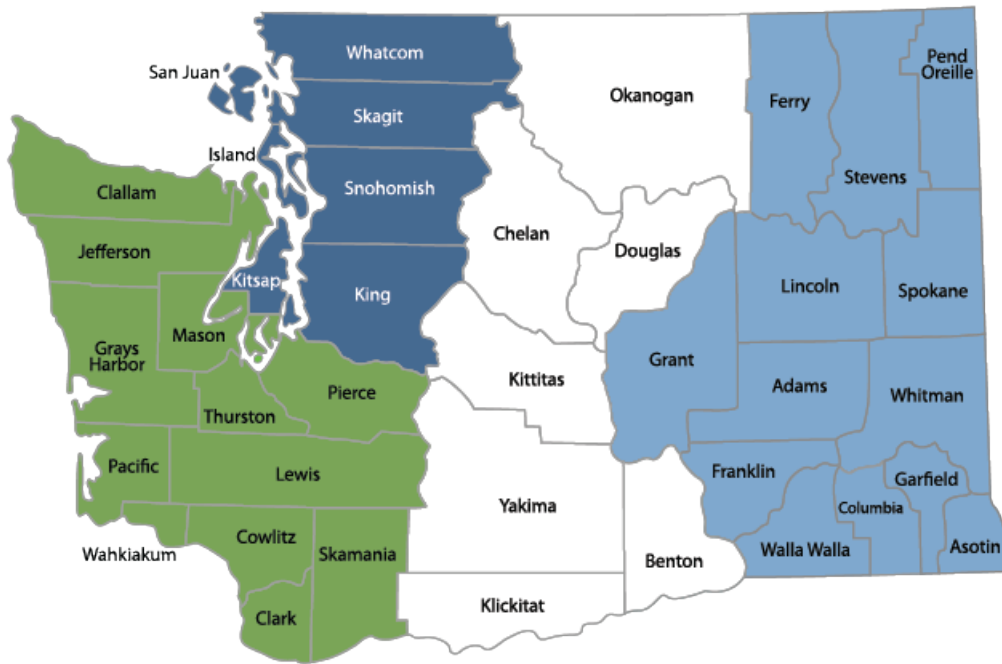 Whatcom
San Juan
Pend
Oreille
Okanogan
Ferry
Skagit
Island
Stevens
Snohomish
Clallam
Chelan
Douglas
Jefferson
Kitsap
King
Lincoln
Spokane
Mason
Grays
Harbor
Grant
Kittitas
Adams
Pierce
Whitman
Thurston
Pacific
Lewis
Franklin
Garfield
Yakima
Columbia
Cowlitz
Wahkiakum
Skamania
Walla Walla
Asotin
Benton
Klickitat
Clark